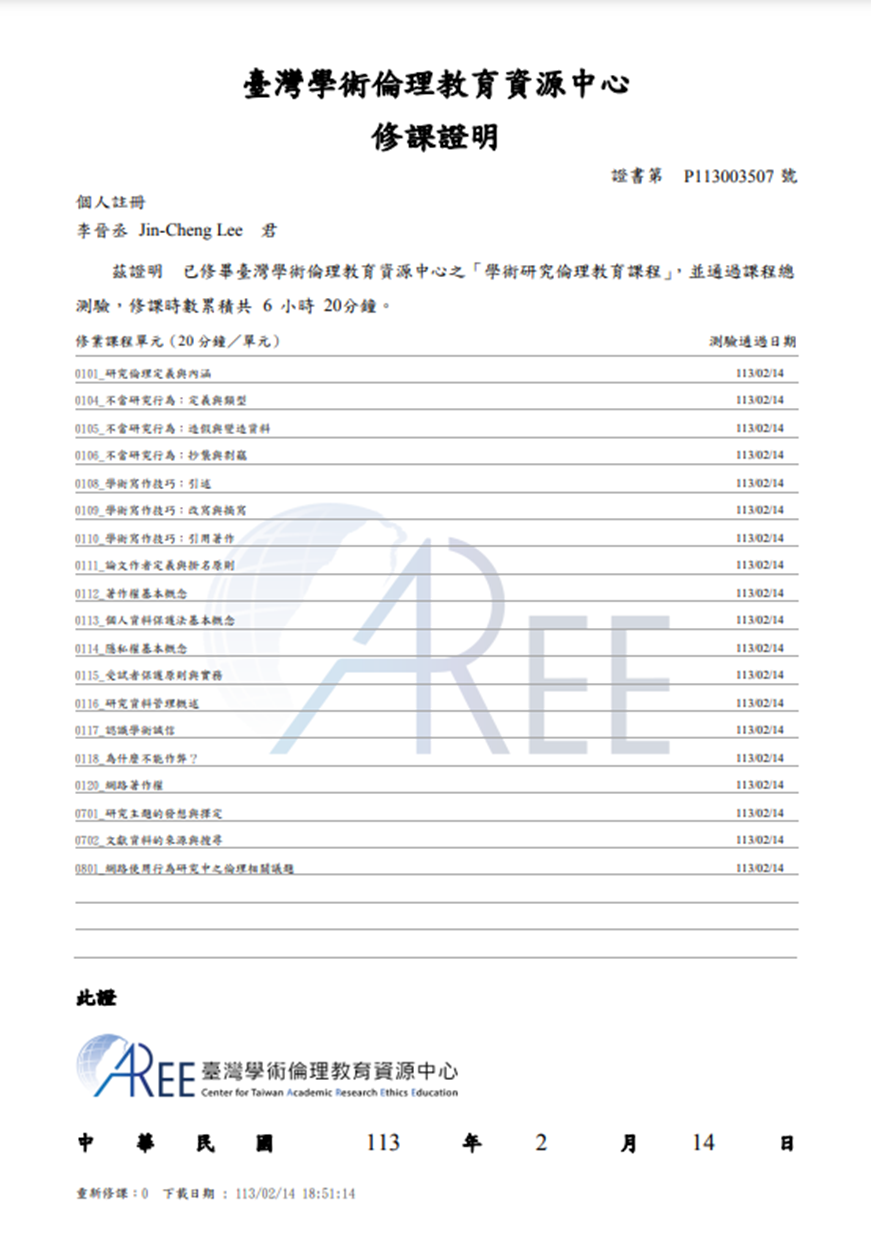 臺灣學術倫理教育資源中心
修課證明
證書第 P113003507 號
個人註冊
李晉丞 Jin-Cheng Lee 君
茲證明 已修畢臺灣學術倫理教育資源中心之「學術研究倫理教育課程」，並通過課程總
測驗，修課時數累積共 6 小時 20分鐘。
修業課程單元（20 分鐘／單元） 測驗通過日期
0101_研究倫理定義與內涵 113/02/14
0104_不當研究行為：定義與類型 113/02/14
0105_不當研究行為：造假與變造資料 113/02/14
0106_不當研究行為：抄襲與剽竊 113/02/14
0108_學術寫作技巧：引述 113/02/14
0109_學術寫作技巧：改寫與摘寫 113/02/14
0110_學術寫作技巧：引用著作 113/02/14
0111_論文作者定義與掛名原則 113/02/14
0112_著作權基本概念 113/02/14
0113_個人資料保護法基本概念 113/02/14
0114_隱私權基本概念 113/02/14
0115_受試者保護原則與實務 113/02/14
0116_研究資料管理概述 113/02/14
0117_認識學術誠信 113/02/14
0118_為什麼不能作弊？ 113/02/14
0120_網路著作權 113/02/14
0701_研究主題的發想與擇定 113/02/14
0702_文獻資料的來源與搜尋 113/02/14
0801_網路使用行為研究中之倫理相關議題 113/02/14
AREE
此證
AREE 臺灣學術倫理教育資源中心
Center for Taiwan Academic Research Ethics Education
中 華 民 國 113 年 2 月 14 日
重新修課：0 下載日期 : 113/02/14 18:51:14